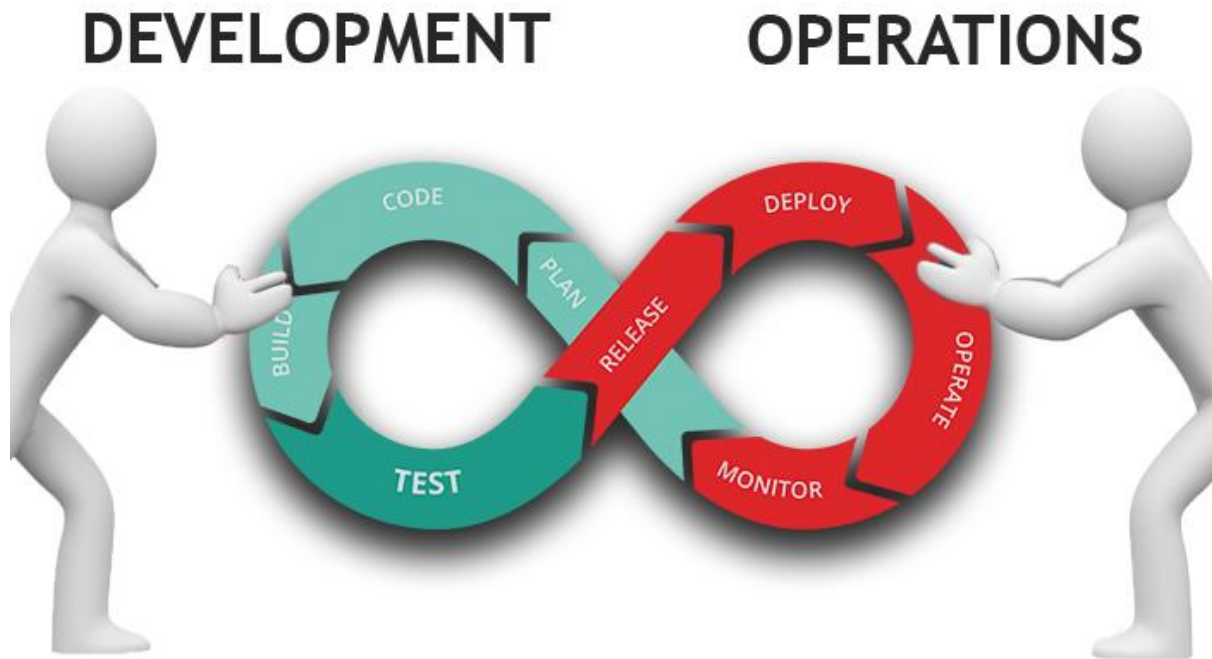 DEVELOPMENT
OPERATIONS
CODE
DEPLOY
PLAN
RELEASE
BUILD
OPERATE
TEST
MONITOR